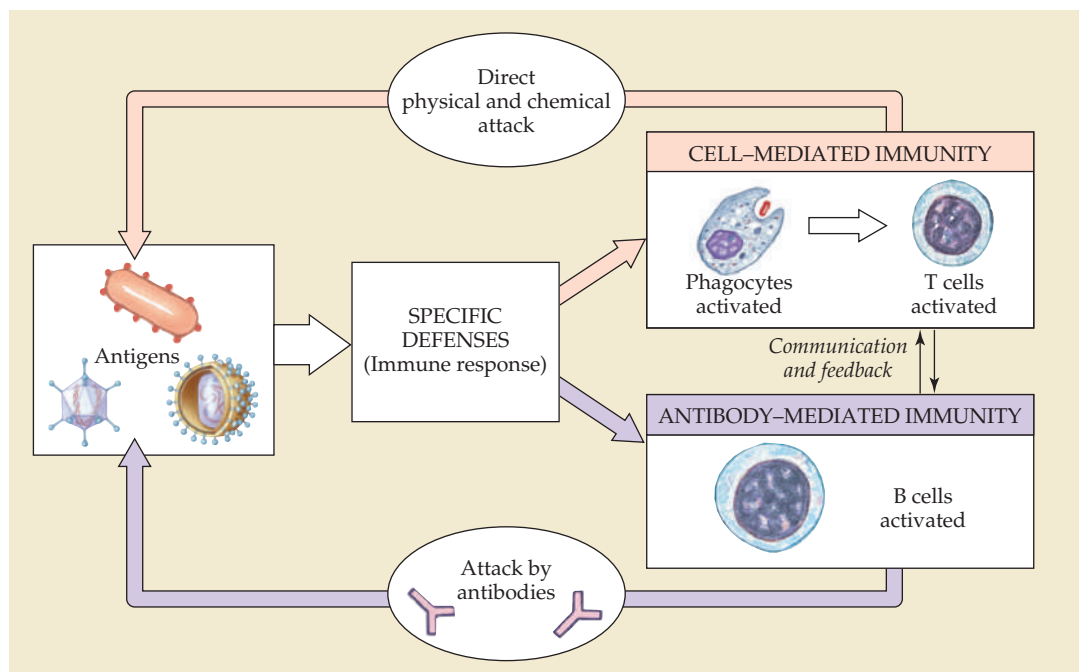 Direct
physical and chemical
attack
CELL–MEDIATED IMMUNITY
Phagocytes
activated
T cells
activated
Antigens
SPECIFIC
DEFENSES
(Immune response)
Communication
and feedback
ANTIBODY–MEDIATED IMMUNITY
B cells
activated
Attack by
antibodies